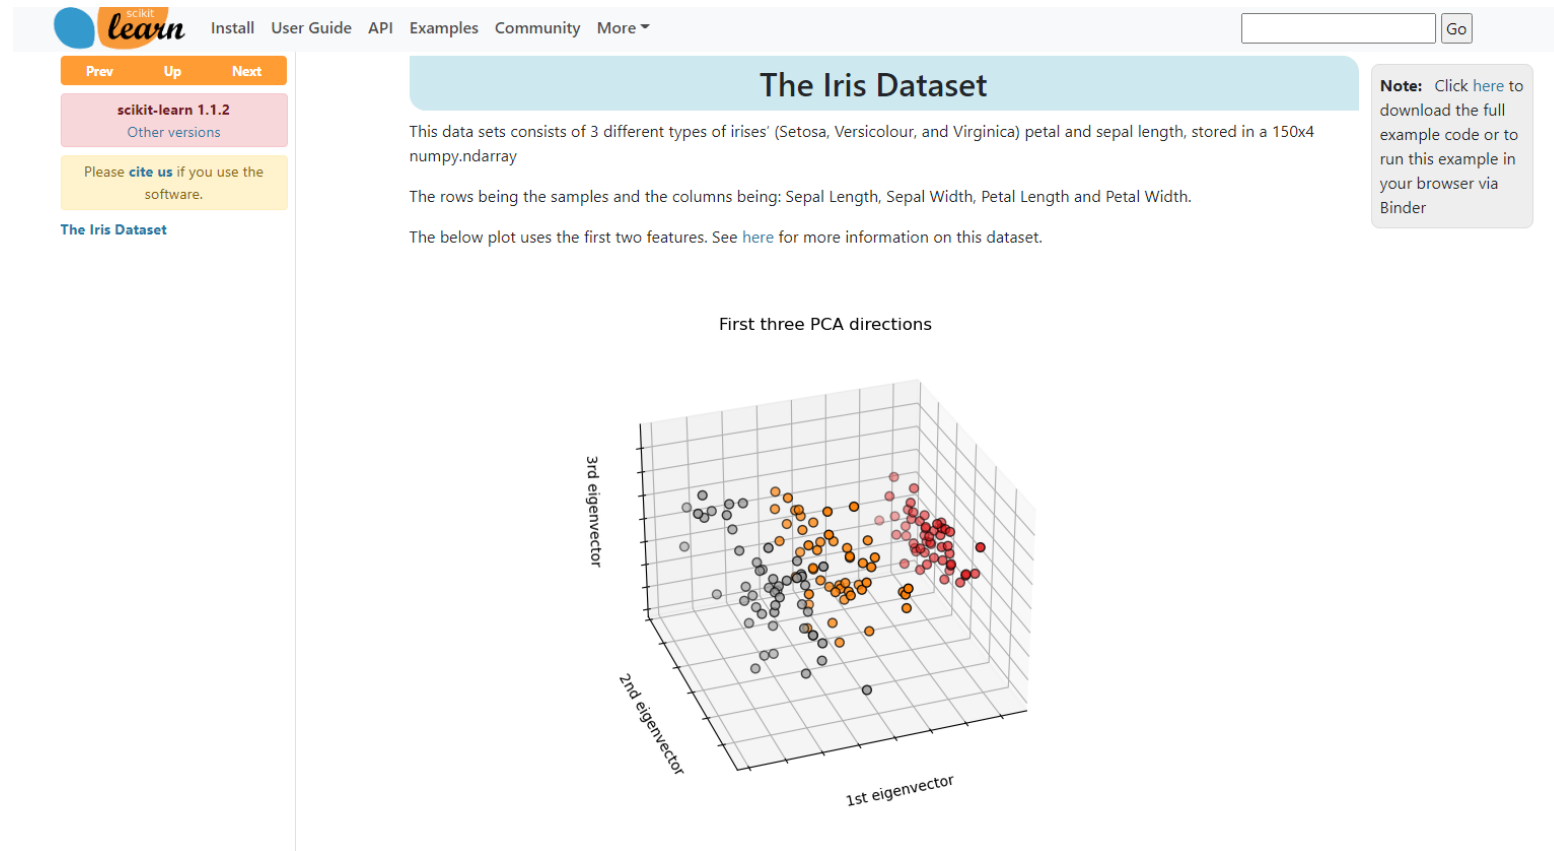 scikit
learn
Install User Guide API Examples Community More
Go
Prev Up Next
scikit-learn 1.1.2
Other versions
Please cite us if you use the
software.
The Iris Dataset
The Iris Dataset
This data sets consists of 3 different types of irises’ (Setosa, Versicolour, and Virginica) petal and sepal length, stored in a 150x4
numpy.ndarray
The rows being the samples and the columns being: Sepal Length, Sepal Width, Petal Length and Petal Width.
The below plot uses the first two features. See here for more information on this dataset.
Note: Click here to
download the full
example code or to
run this example in
your browser via
Binder
First three PCA directions
3rd eigenvector
2nd eigenvector
1st eigenvector